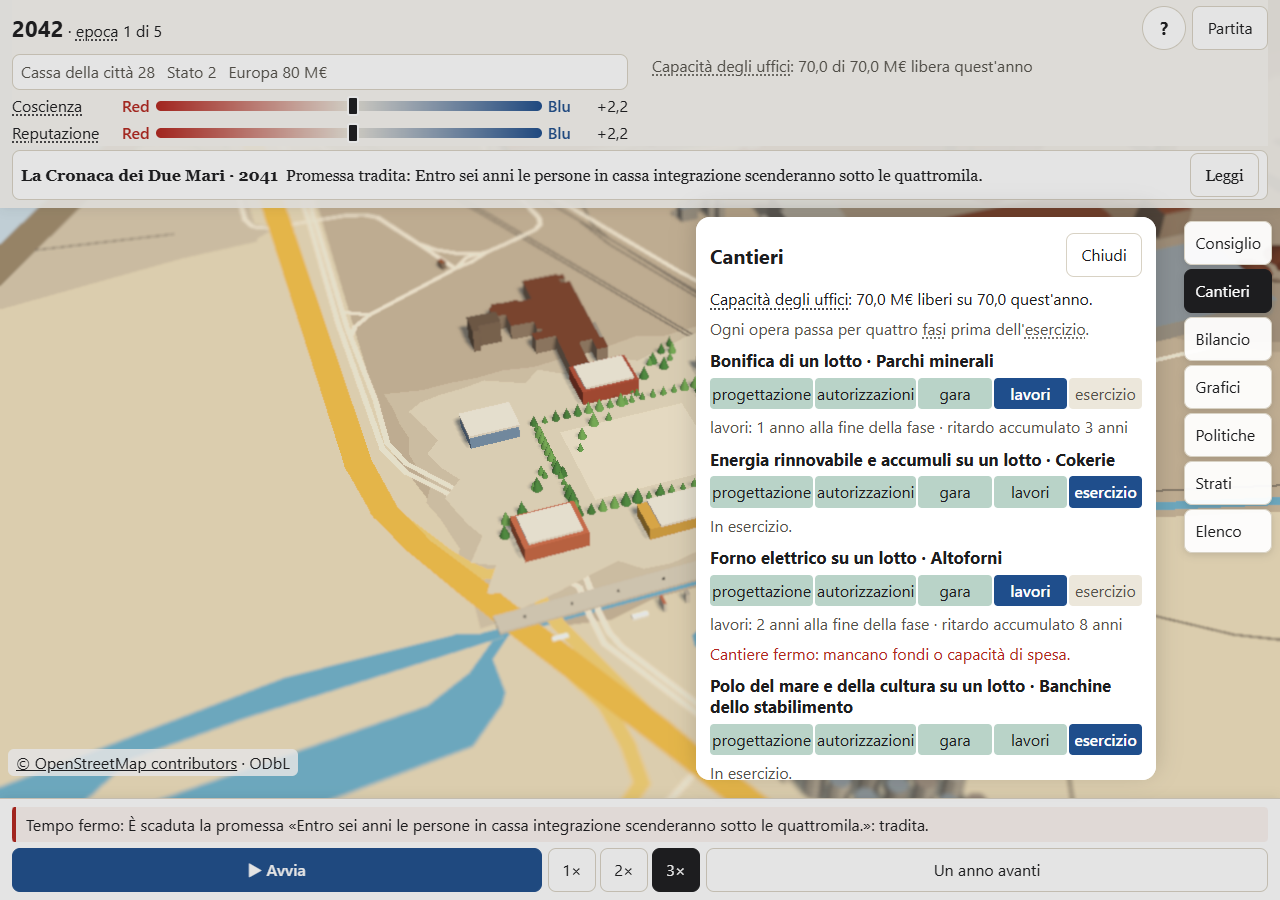 2042 · epoca 1 di 5
?
Partita
Cassa della città 28 Stato 2 Europa 80 M€
Capacità degli uffici: 70,0 di 70,0 M€ libera quest'anno
Coscienza Red Blu +2,2
Reputazione Red Blu +2,2
La Cronaca dei Due Mari · 2041 Promessa tradita: Entro sei anni le persone in cassa integrazione scenderanno sotto le quattromila.
Leggi
Cantieri
Chiudi
Capacità degli uffici: 70,0 M€ liberi su 70,0 quest'anno.
Ogni opera passa per quattro fasi prima dell'esercizio.
Bonifica di un lotto · Parchi minerali
progettazione autorizzazioni gara lavori esercizio
lavori: 1 anno alla fine della fase · ritardo accumulato 3 anni
Energia rinnovabile e accumuli su un lotto · Cokerie
progettazione autorizzazioni gara lavori esercizio
In esercizio.
Forno elettrico su un lotto · Altoforni
progettazione autorizzazioni gara lavori esercizio
lavori: 2 anni alla fine della fase · ritardo accumulato 8 anni
Cantiere fermo: mancano fondi o capacità di spesa.
Polo del mare e della cultura su un lotto · Banchine
dello stabilimento
progettazione autorizzazioni gara lavori esercizio
In esercizio.
Consiglio
Cantieri
Bilancio
Grafici
Politiche
Strati
Elenco
© OpenStreetMap contributors · ODbL
Tempo fermo: È scaduta la promessa «Entro sei anni le persone in cassa integrazione scenderanno sotto le quattromila.»: tradita.
▶ Avvia
1×
2×
3×
Un anno avanti